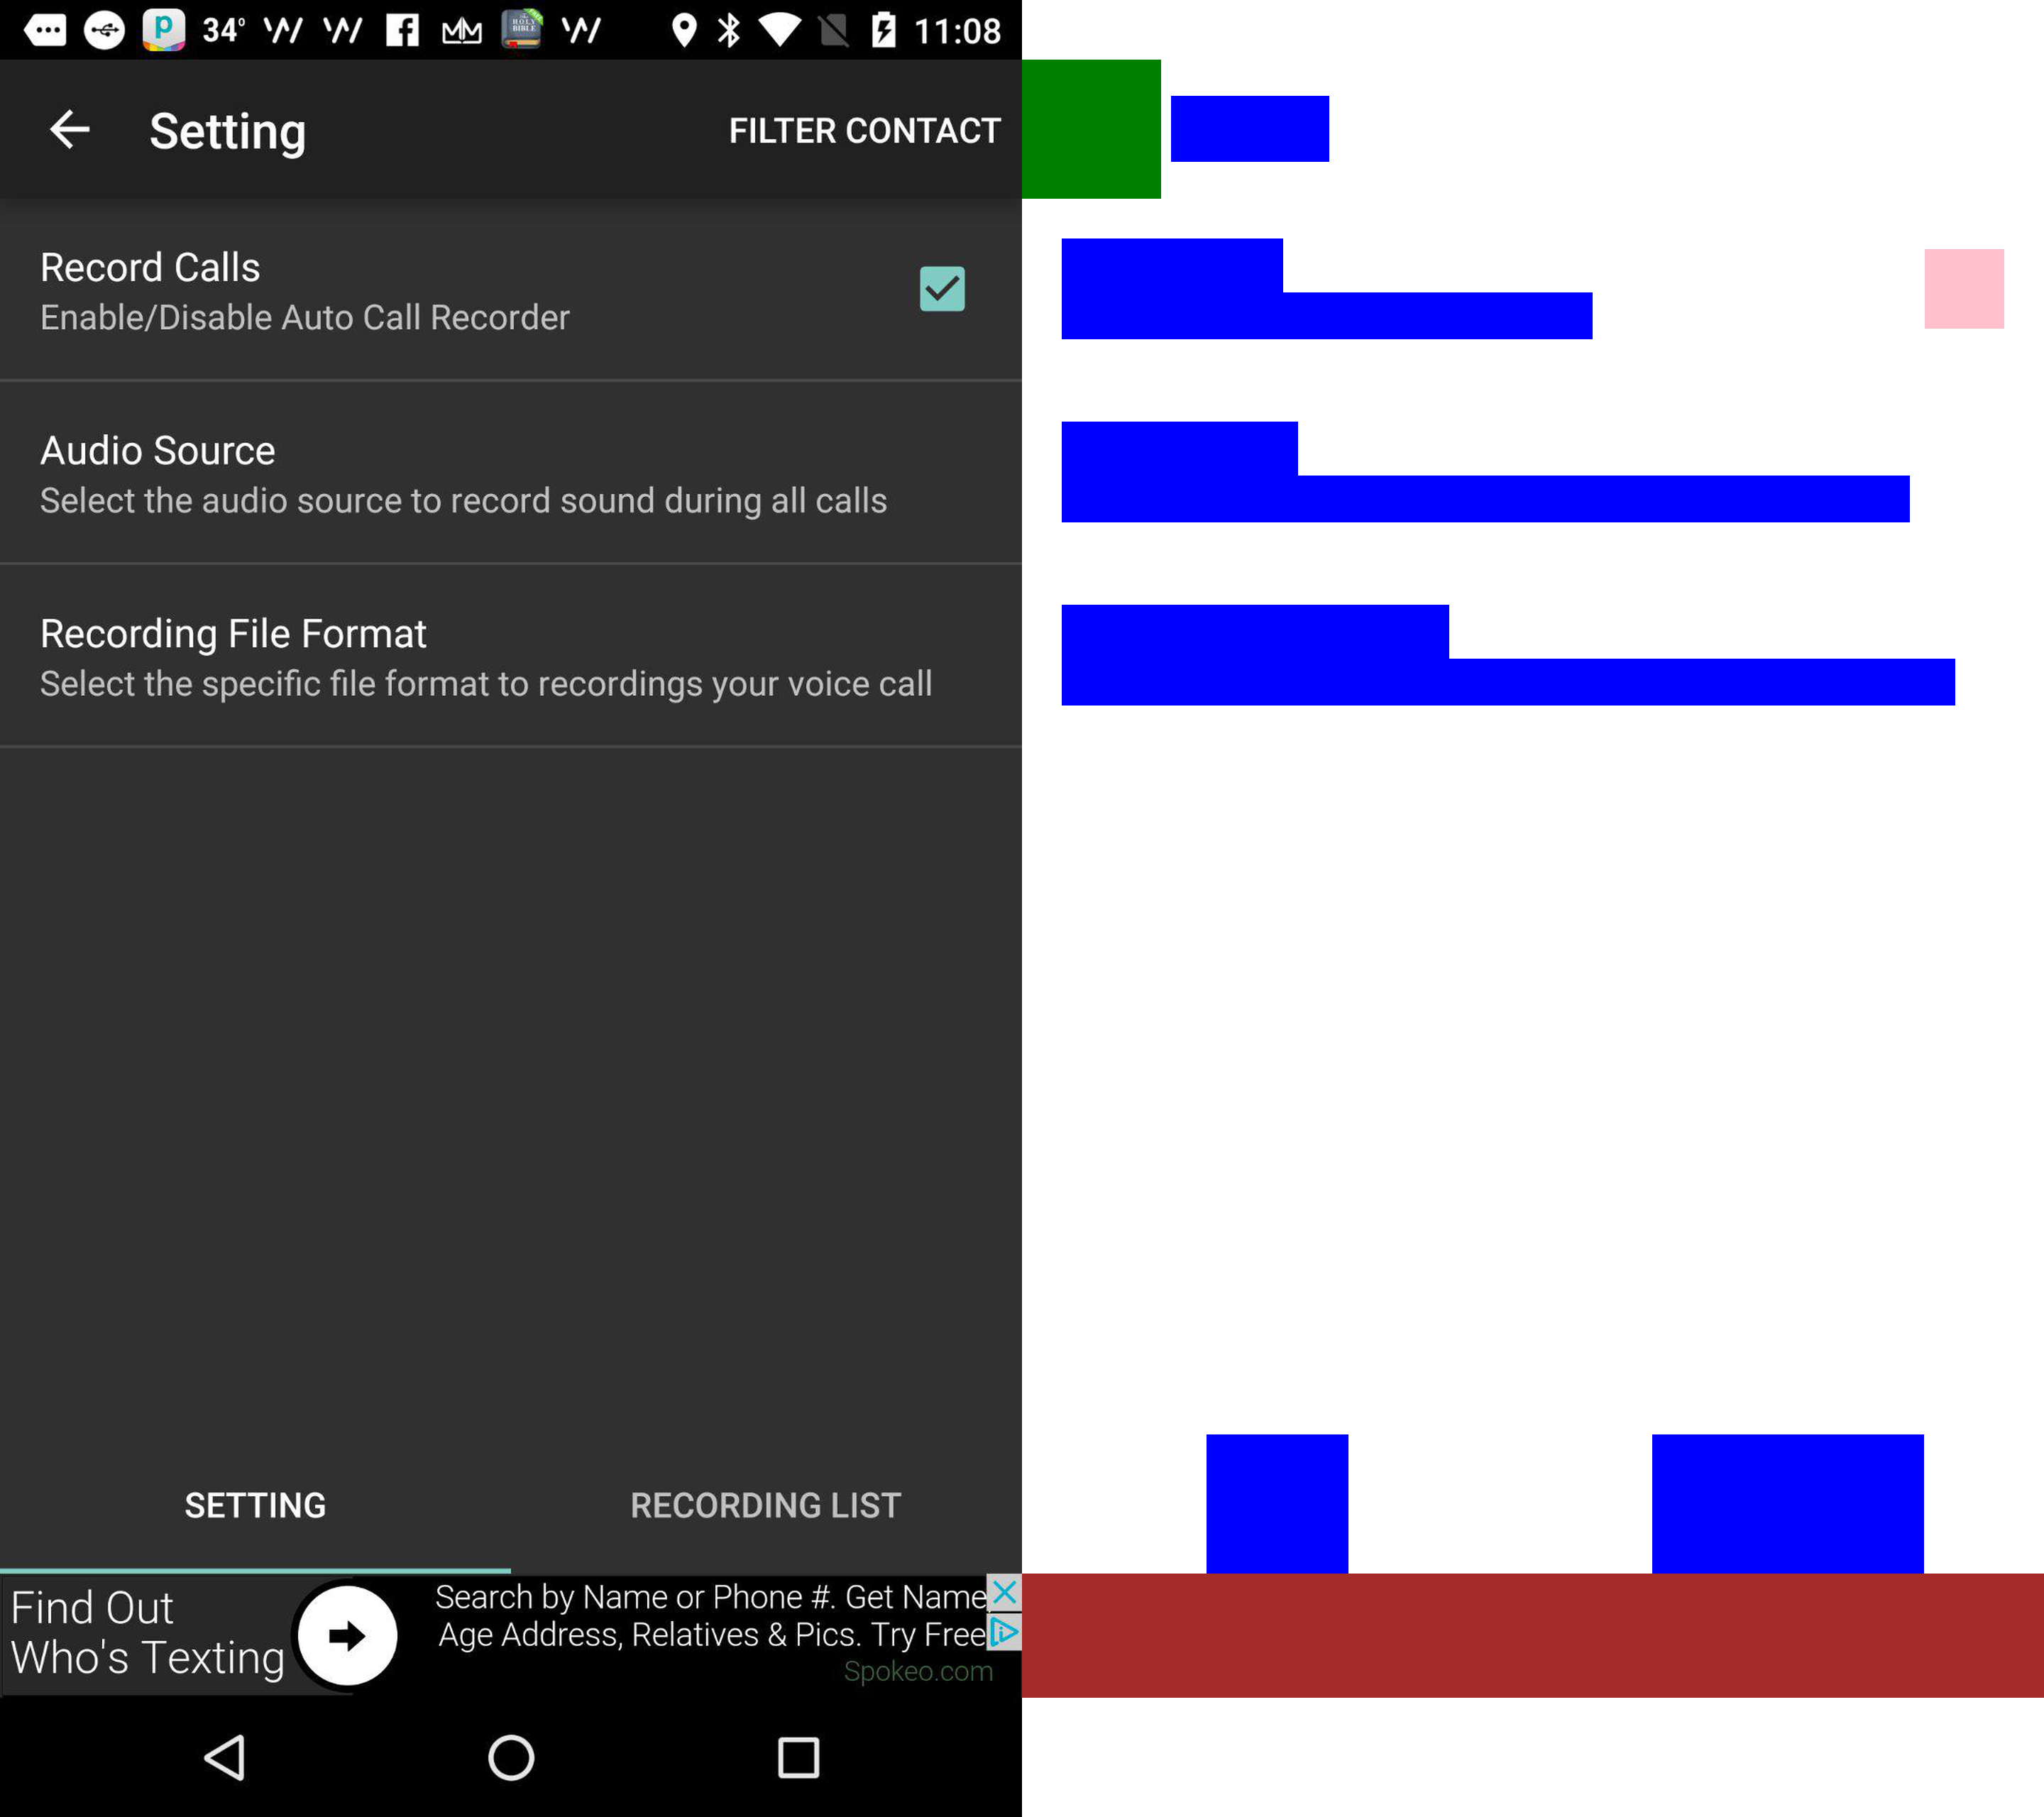 34° 11:08
Setting FILTER CONTACT
Record Calls
Enable/Disable Auto Call Recorder
Audio Source
Select the audio source to record sound during all calls
Recording File Format
Select the specific file format to recordings your voice call
SETTING RECORDING LIST
Find Out
Who's Texting
Search by Name or Phone #. Get Name,
Age Address, Relatives & Pics. Try Free
Spokeo.com